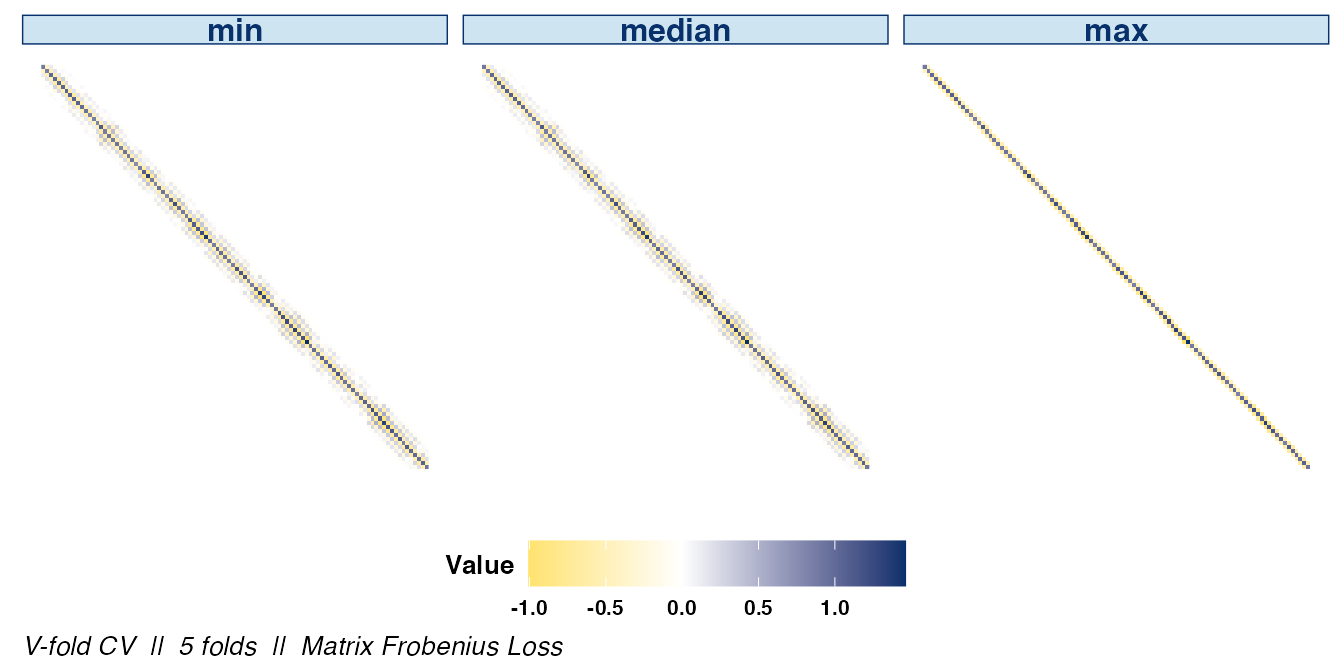 min median max
Value
-1.0 -0.5 0.0 0.5 1.0
V-fold CV // 5 folds // Matrix Frobenius Loss